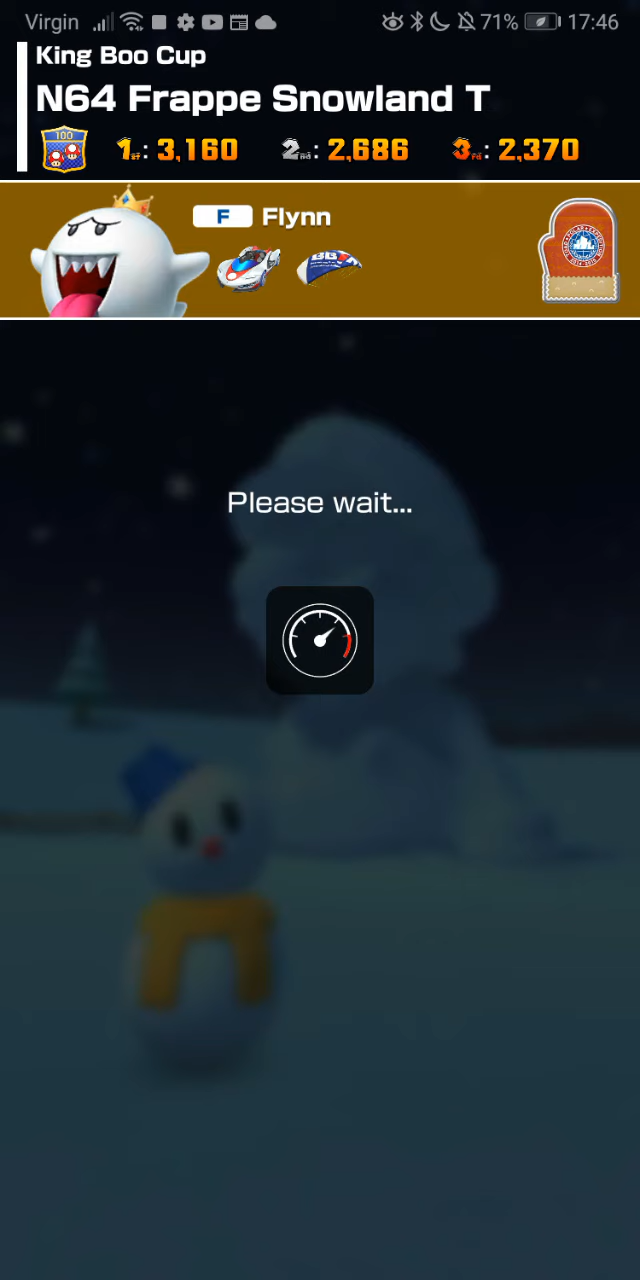 Virgin 71% 17:46
King Boo Cup
N64 Frappe Snowland T
100 1st: 3,160 2nd: 2,686 3rd: 2,370
F Flynn
Please wait...